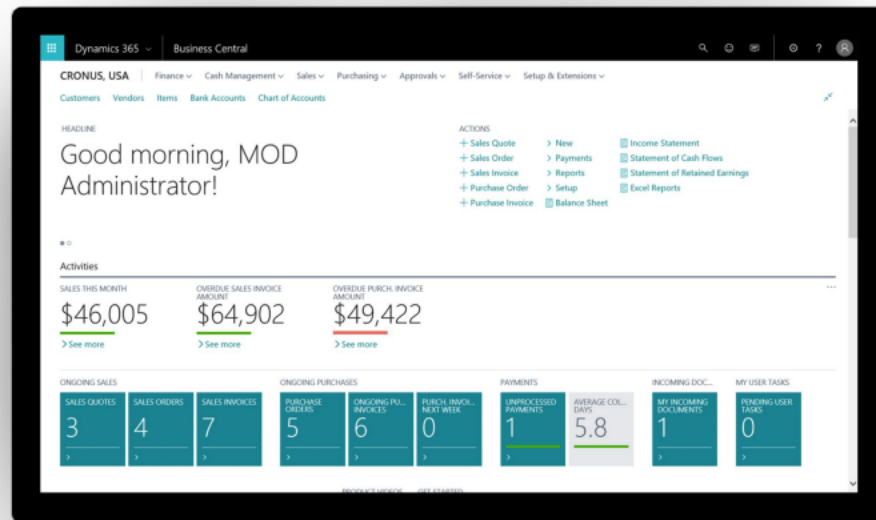 Dynamics 365
Business Central
?
CRONUS, USA
Finance
Cash Management
Sales
Purchasing
Approvals
Self-Service
Setup & Extensions
Customers
Vendors
Items
Bank Accounts
Chart of Accounts
HEADLINE
Good morning, MOD
Administrator!
ACTIONS
+ Sales Quote
+ Sales Order
+ Sales Invoice
+ Purchase Order
+ Purchase Invoice
> New
> Payments
> Reports
> Setup
Balance Sheet
Income Statement
Statement of Cash Flows
Statement of Retained Earnings
Excel Reports
Activities
SALES THIS MONTH
$46,005
> See more
OVERDUE SALES INVOICE
AMOUNT
$64,902
> See more
OVERDUE PURCH. INVOICE
AMOUNT
$49,422
> See more
...
ONGOING SALES
SALES QUOTES
3
SALES ORDERS
4
SALES INVOICES
7
ONGOING PURCHASES
PURCHASE
ORDERS
5
ONGOING PU...
INVOICES
6
PURCH. INVOI...
NEXT WEEK
0
PAYMENTS
UNPROCESSED
PAYMENTS
1
AVERAGE COL...
DAYS
5.8
INCOMING DOC...
MY INCOMING
DOCUMENTS
1
MY USER TASKS
PENDING USER
TASKS
0
PRODUCT VIDEOS
GET STARTED